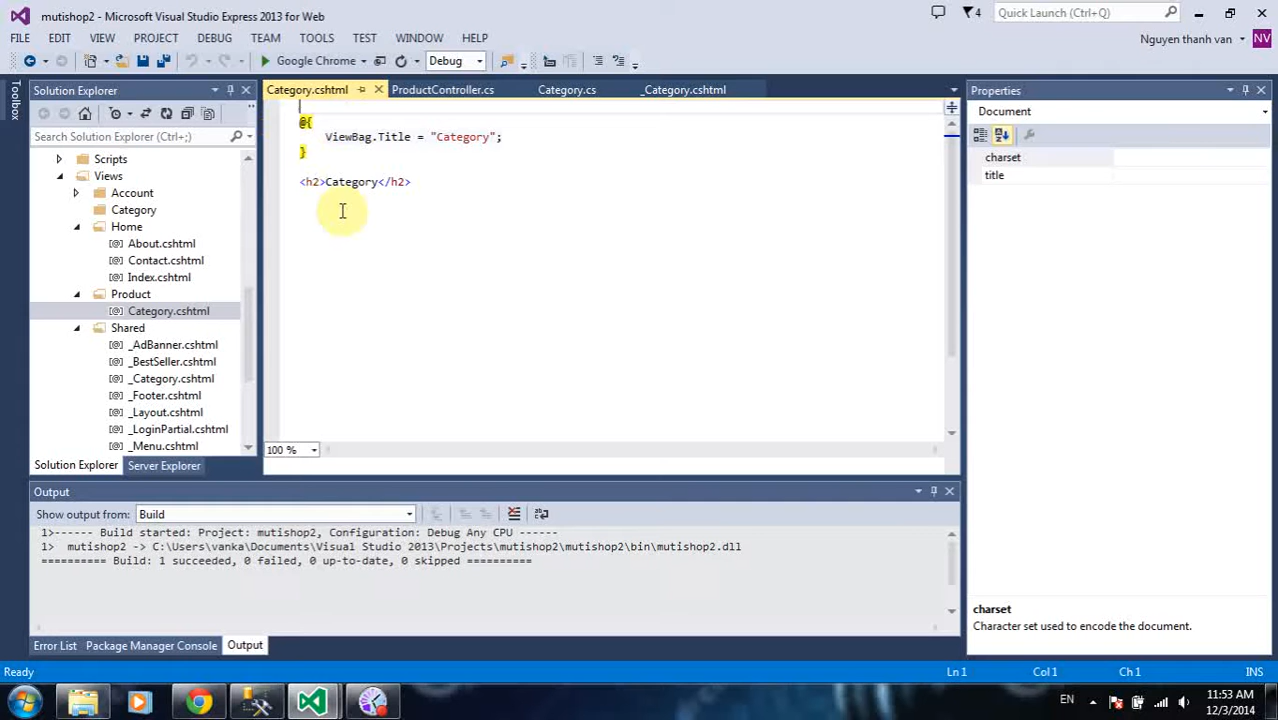 mutishop2 - Microsoft Visual Studio Express 2013 for Web
4
Quick Launch (Ctrl+Q)
FILE EDIT VIEW PROJECT DEBUG TEAM TOOLS TEST WINDOW HELP
Nguyen thanh van
NV
Google Chrome
Debug
Toolbox
Solution Explorer
Search Solution Explorer (Ctrl+;)
Scripts
Views
Account
Category
Home
About.cshtml
Contact.cshtml
Index.cshtml
Product
Category.cshtml
Shared
_AdBanner.cshtml
_BestSeller.cshtml
_Category.cshtml
_Footer.cshtml
_Layout.cshtml
_LoginPartial.cshtml
_Menu.cshtml
Solution Explorer Server Explorer
Category.cshtml ProductController.cs Category.cs _Category.cshtml
@{
ViewBag.Title = "Category";
}
<h2>Category</h2>
100 %
Properties
Document
charset
title
charset
Character set used to encode the document.
Output
Show output from: Build
1>------ Build started: Project: mutishop2, Configuration: Debug Any CPU ------
1> mutishop2 -> C:\Users\vanka\Documents\Visual Studio 2013\Projects\mutishop2\mutishop2\bin\mutishop2.dll
========== Build: 1 succeeded, 0 failed, 0 up-to-date, 0 skipped ==========
Error List Package Manager Console Output
Ready
Ln 1 Col 1 Ch 1 INS
EN
11:53 AM
12/3/2014